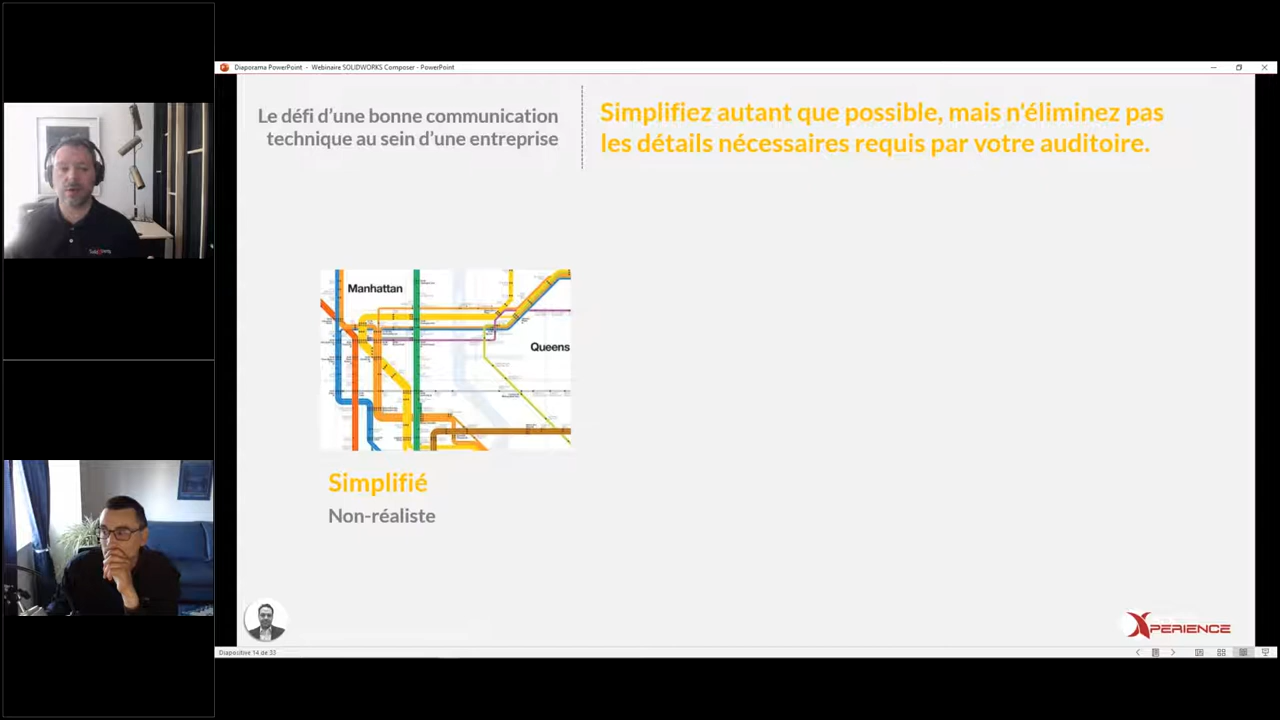 Diaporama PowerPoint - Webinaire SOLIDWORKS Composer - PowerPoint
Le défi d’une bonne communication
technique au sein d’une entreprise
Simplifiez autant que possible, mais n’éliminez pas
les détails nécessaires requis par votre auditoire.
Manhattan
Queens
Simplifié
Non-réaliste
XPERIENCE
Diapositive 14 de 53